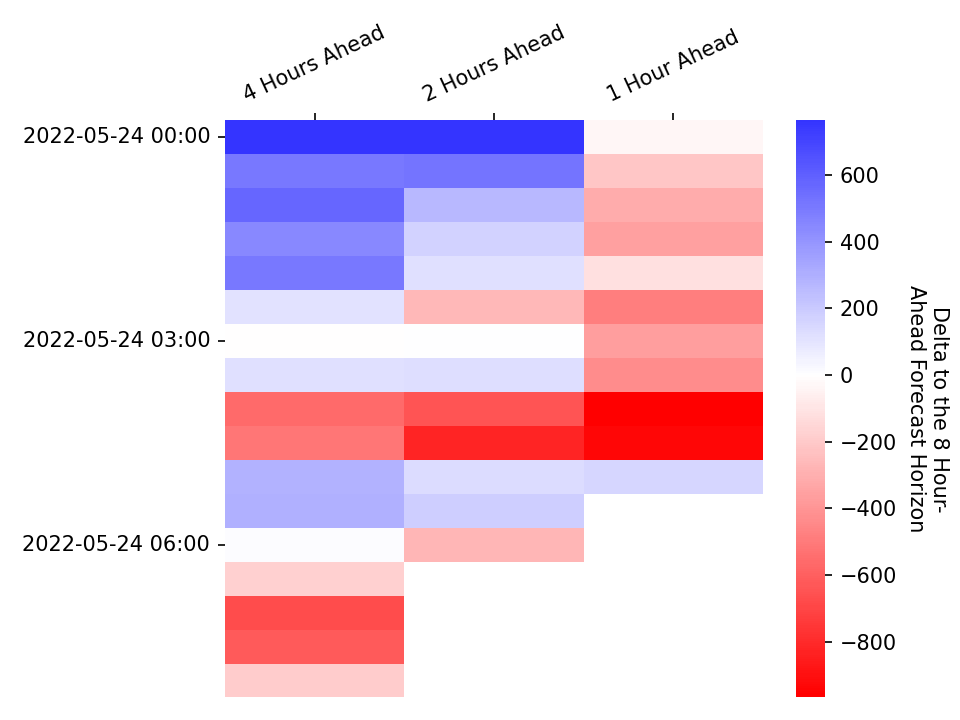 4 Hours Ahead
2 Hours Ahead
1 Hour Ahead
2022-05-24 00:00
2022-05-24 03:00
2022-05-24 06:00
600
400
200
0
−200
−400
−600
−800
Delta to the 8 Hour-
Ahead Forecast Horizon